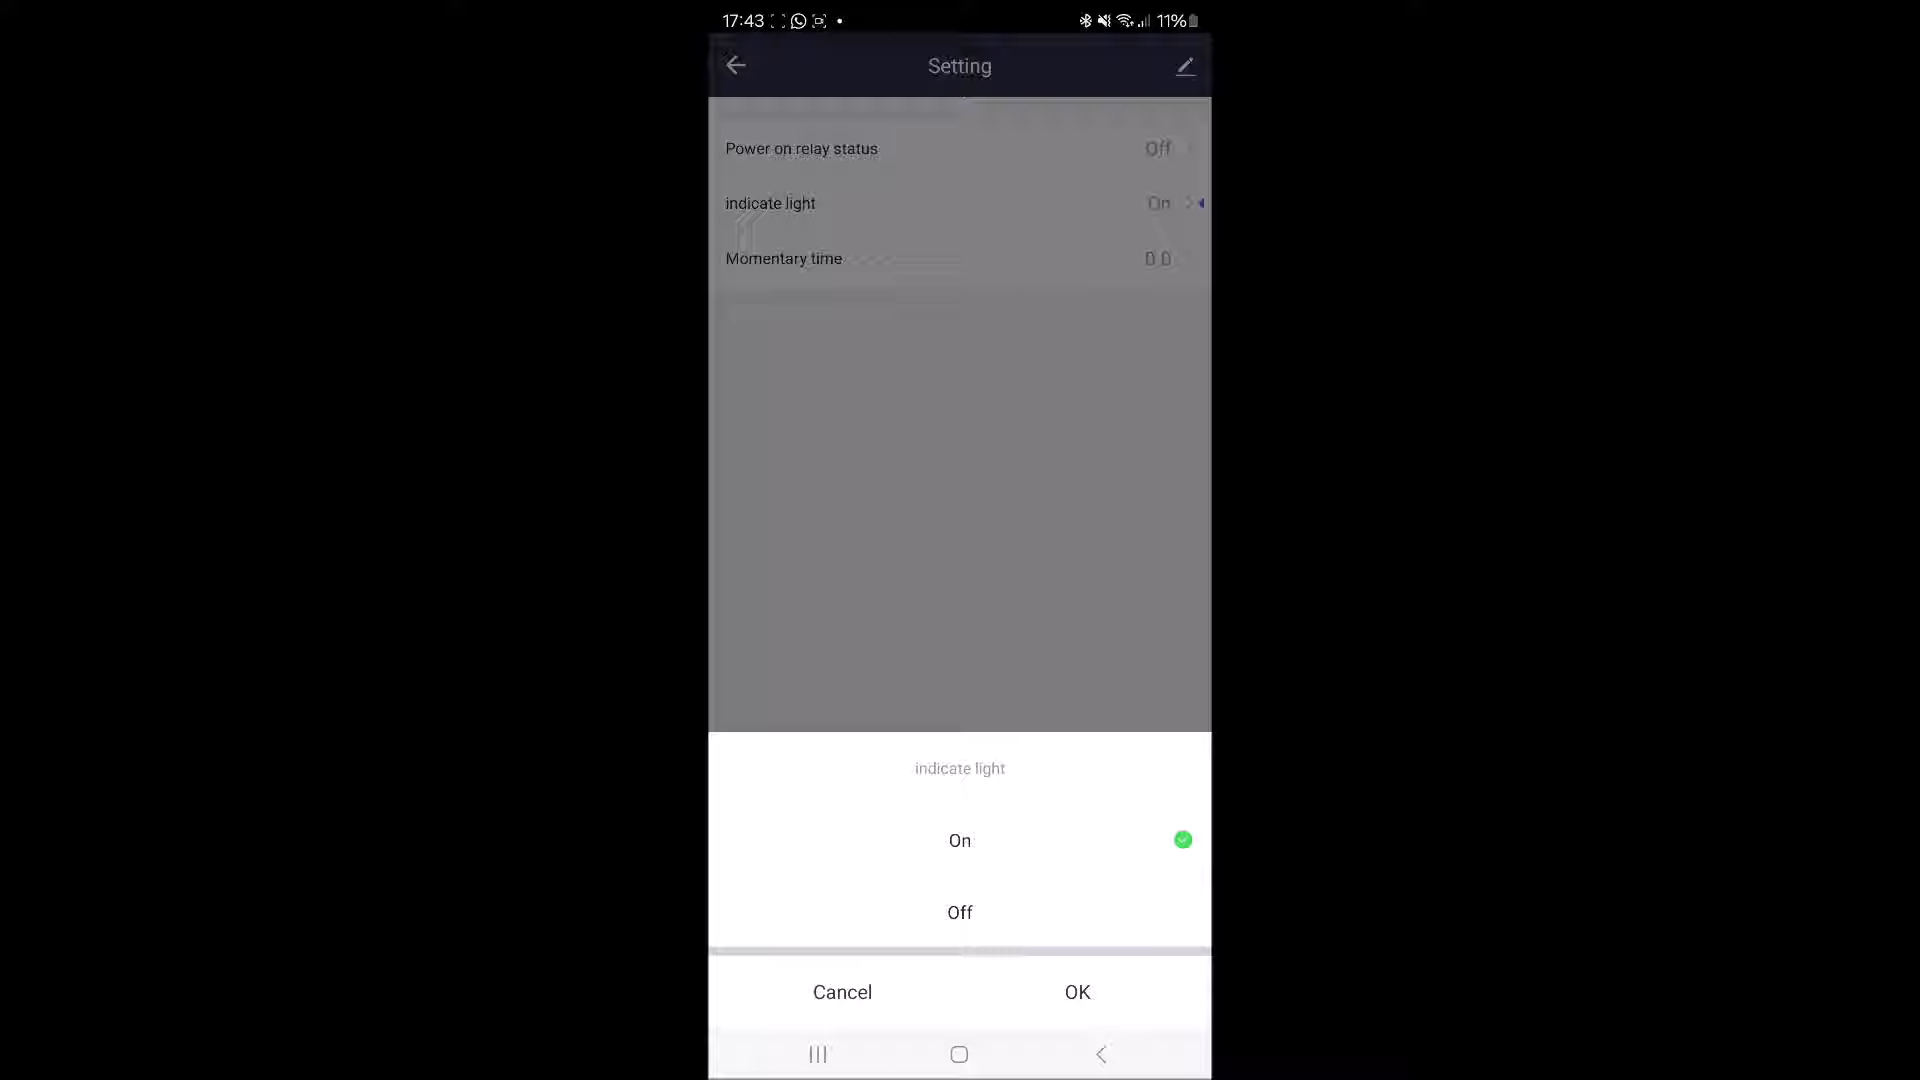 17:43 11%
Setting
Power on relay status Off
indicate light On
Momentary time 0.0
indicate light
On
Off
Cancel OK